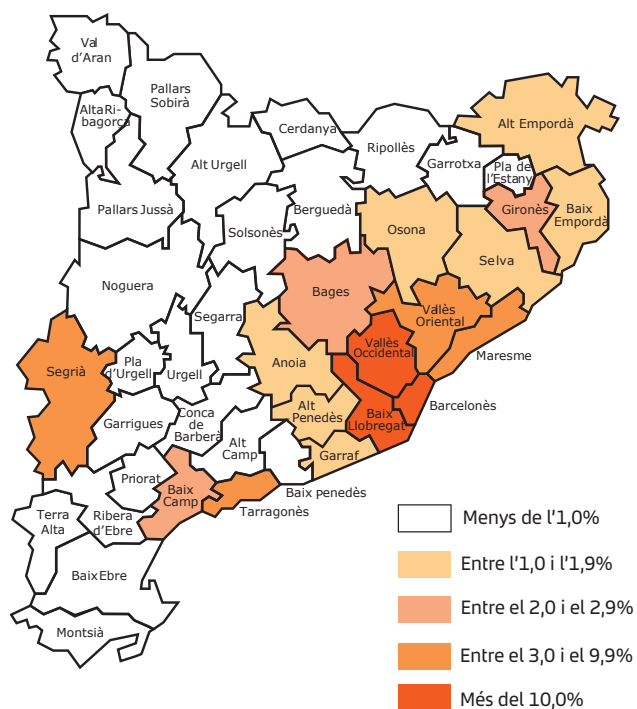 Val
d'Aran
Pallars
Sobirà
Alta Ri-
bagorça
Cerdanya
Alt Urgell
Ripollès
Garrotxa
Alt Empordà
Pla de
l'Estany
Pallars Jussà
Solsonès
Berguedà
Osona
Gironès
Baix
Empordà
Selva
Noguera
Segarra
Bages
Vallès
Oriental
Vallès
Occidental
Maresme
Segrià
Pla
d'Urgell
Urgell
Anoia
Alt
Penedès
Baix
Llobregat
Barcelonès
Garrigues
Conca
de
Barberà
Alt
Camp
Garraf
Baix penedès
Priorat
Baix
Camp
Tarragonès
Terra
Alta
Ribera
d'Ebre
Baix Ebre
Montsià
Menys de l'1,0%
Entre l'1,0 i l'1,9%
Entre el 2,0 i el 2,9%
Entre el 3,0 i el 9,9%
Més del 10,0%